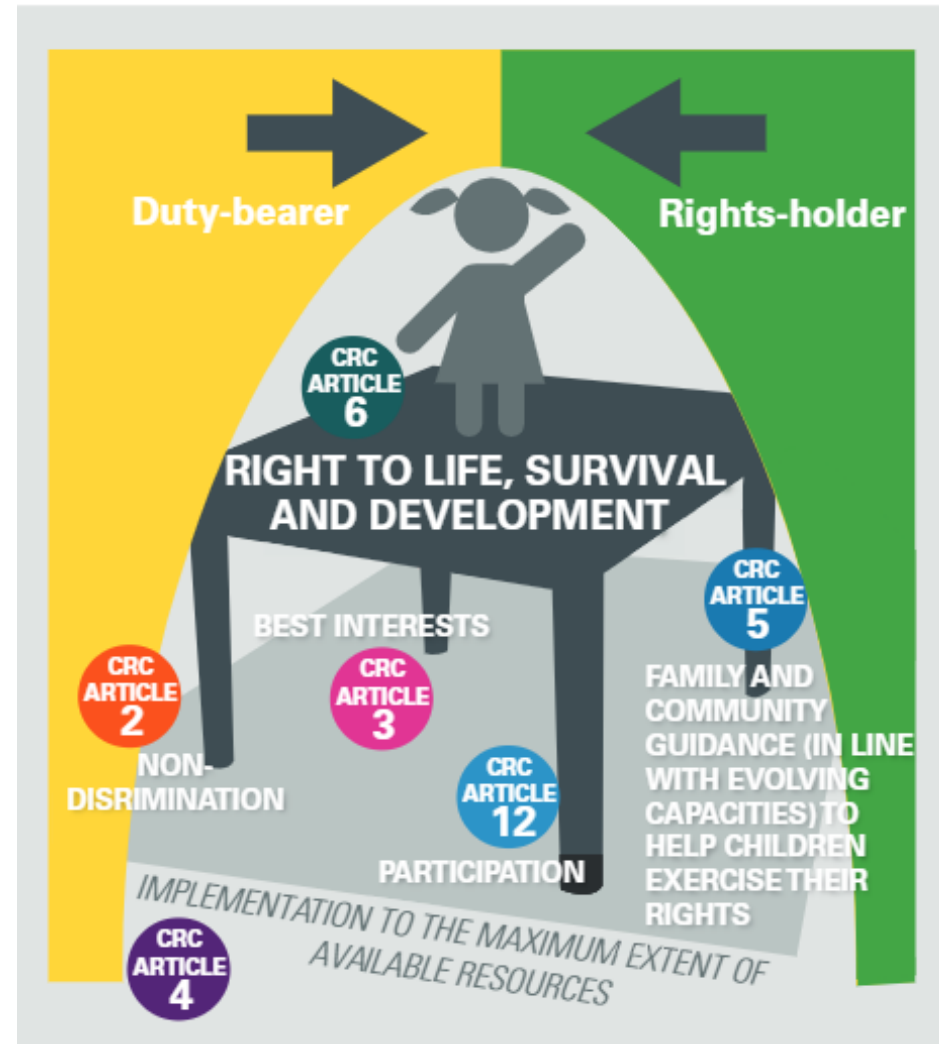 Duty-bearer
Rights-holder
CRC
ARTICLE
6
RIGHT TO LIFE, SURVIVAL
AND DEVELOPMENT
CRC
ARTICLE
5
BEST INTERESTS
CRC
ARTICLE
3
CRC
ARTICLE
2
NON-
DISRIMINATION
FAMILY AND
COMMUNITY
GUIDANCE (IN LINE
WITH EVOLVING
CAPACITIES) TO
HELP CHILDREN
EXERCISE THEIR
RIGHTS
CRC
ARTICLE
12
PARTICIPATION
IMPLEMENTATION TO THE MAXIMUM EXTENT OF
AVAILABLE RESOURCES
CRC
ARTICLE
4